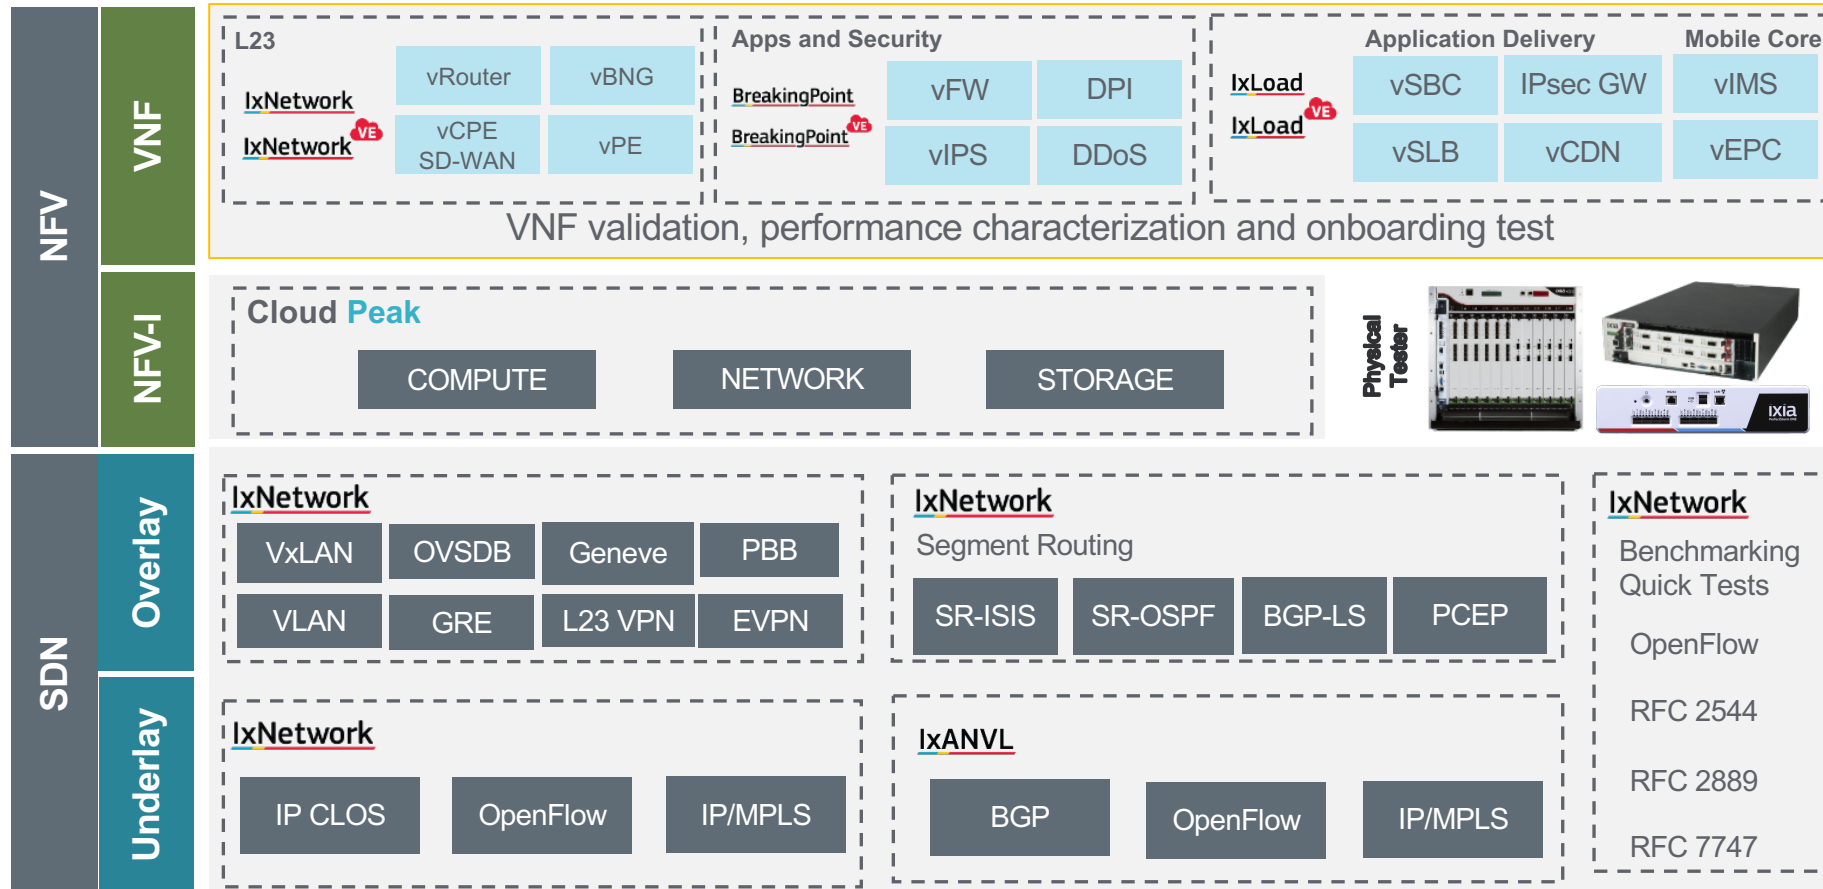 NFV
VNF
L23
IxNetwork
IxNetwork VE
vRouter
vBNG
vCPE
SD-WAN
vPE
Apps and Security
BreakingPoint
BreakingPoint VE
vFW
DPI
vIPS
DDoS
Application Delivery
Mobile Core
IxLoad
IxLoad VE
vSBC
IPsec GW
vIMS
vSLB
vCDN
vEPC
VNF validation, performance characterization and onboarding test
NFV-I
Cloud Peak
COMPUTE
NETWORK
STORAGE
Physical
Tester
ixia
SDN
Overlay
IxNetwork
VxLAN
OVSDB
Geneve
PBB
VLAN
GRE
L23 VPN
EVPN
IxNetwork
Segment Routing
SR-ISIS
SR-OSPF
BGP-LS
PCEP
IxNetwork
Benchmarking
Quick Tests
OpenFlow
RFC 2544
RFC 2889
RFC 7747
Underlay
IxNetwork
IP CLOS
OpenFlow
IP/MPLS
IxANVL
BGP
OpenFlow
IP/MPLS